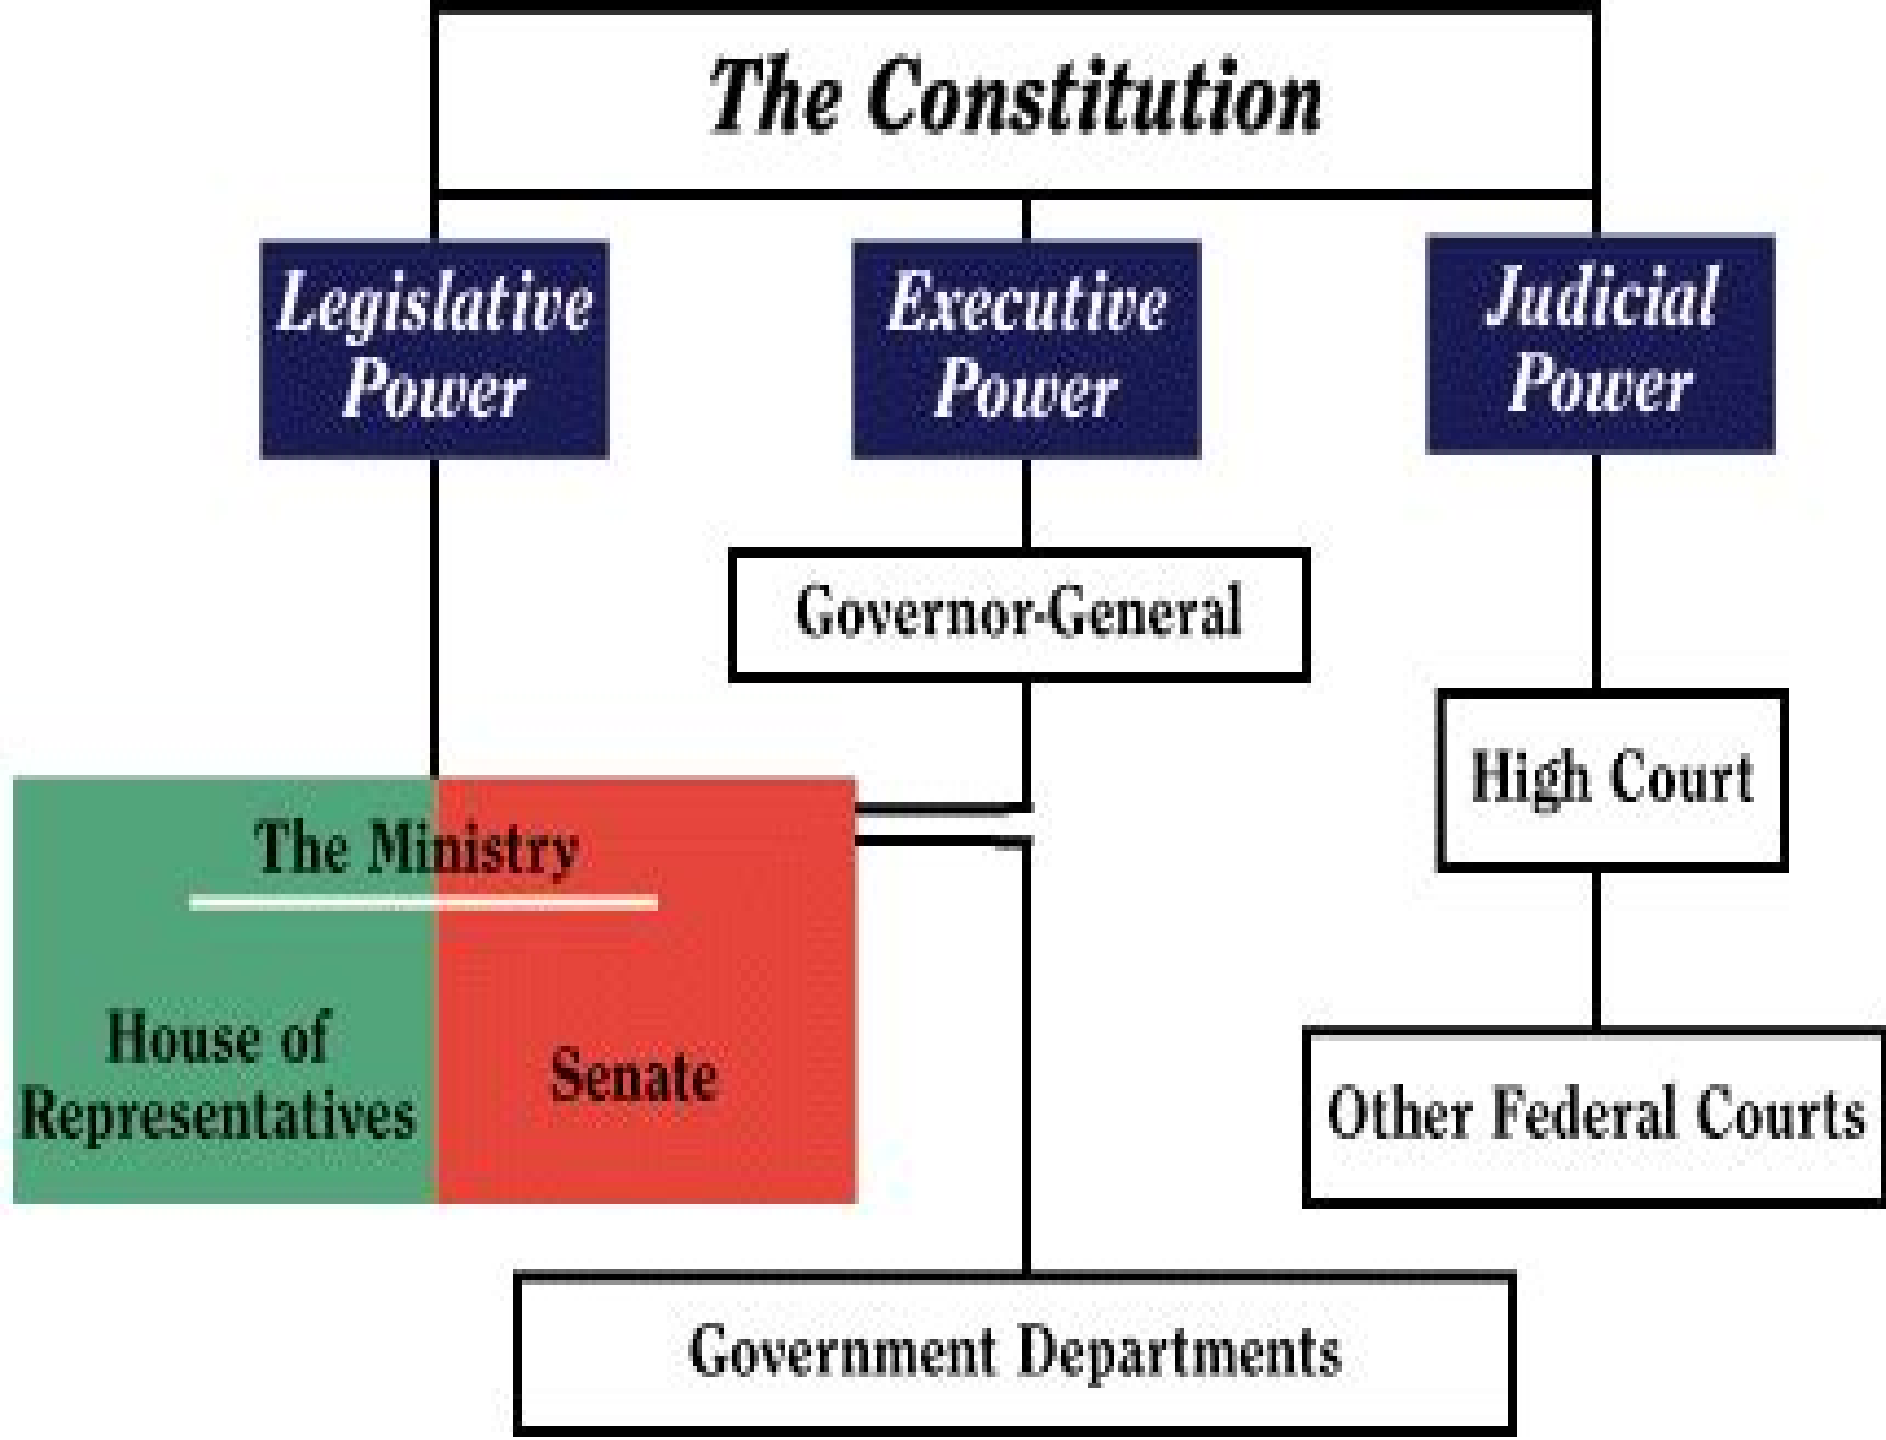 The Constitution
Legislative
Power
Executive
Power
Judicial
Power
Governor-General
High Court
The Ministry
House of
Representatives
Senate
Other Federal Courts
Government Departments